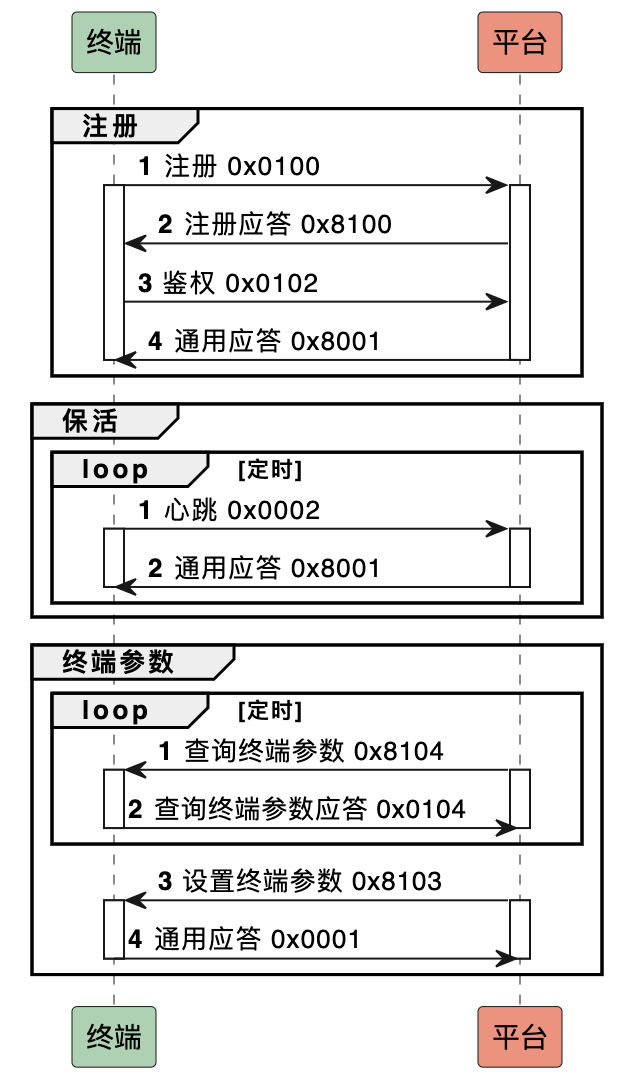 终端 平台
注册
1 注册 0x0100
2 注册应答 0x8100
3 鉴权 0x0102
4 通用应答 0x8001
保活
loop [定时]
1 心跳 0x0002
2 通用应答 0x8001
终端参数
loop [定时]
1 查询终端参数 0x8104
2 查询终端参数应答 0x0104
3 设置终端参数 0x8103
4 通用应答 0x0001
终端 平台